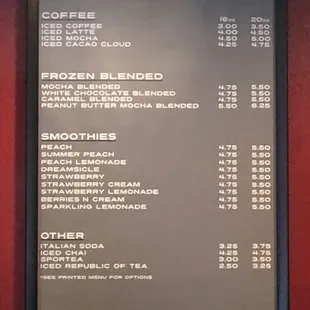 COFFEE 16oz 20oz
ICED COFFEE 3.00 3.50
ICED LATTE 4.00 4.50
ICED MOCHA 4.50 5.00
ICED CACAO CLOUD 4.25 4.75
FROZEN BLENDED
MOCHA BLENDED 4.75 5.50
WHITE CHOCOLATE BLENDED 4.75 5.50
CARAMEL BLENDED 4.75 5.50
PEANUT BUTTER MOCHA BLENDED 5.50 6.25
SMOOTHIES
PEACH 4.75 5.50
SUMMER PEACH 4.75 5.50
PEACH LEMONADE 4.75 5.50
DREAMSICLE 4.75 5.50
STRAWBERRY 4.75 5.50
STRAWBERRY CREAM 4.75 5.50
STRAWBERRY LEMONADE 4.75 5.50
BERRIES N CREAM 4.75 5.50
SPARKLING LEMONADE 4.75 5.50
OTHER
ITALIAN SODA 3.25 3.75
ICED CHAI 4.25 4.75
SPORTEA 3.00 3.50
ICED REPUBLIC OF TEA 2.50 3.25
*SEE PRINTED MENU FOR OPTIONS